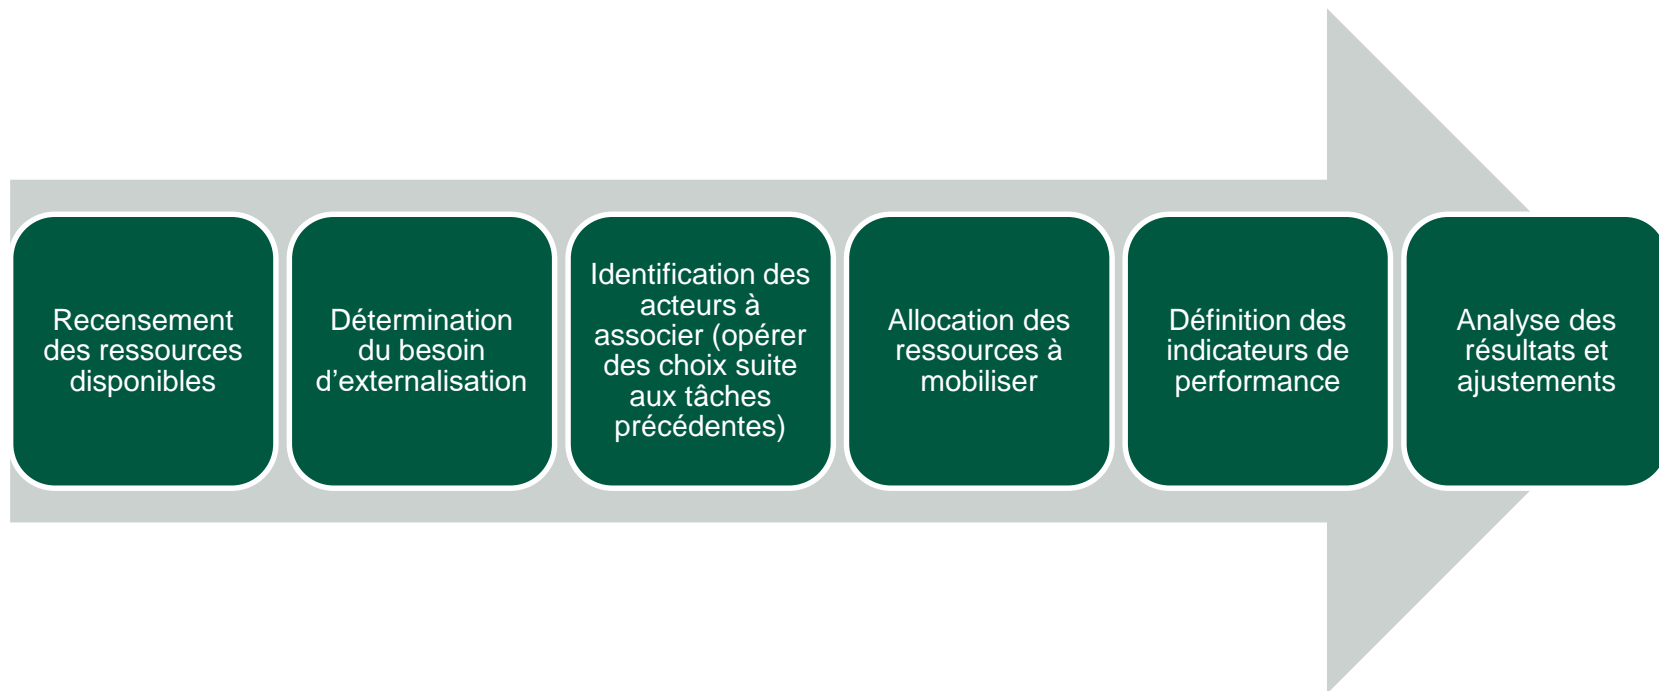 Recensement
des ressources
disponibles
Détermination
du besoin
d’externalisation
Identification des
acteurs à
associer (opérer
des choix suite
aux tâches
précédentes)
Allocation des
ressources à
mobiliser
Définition des
indicateurs de
performance
Analyse des
résultats et
ajustements